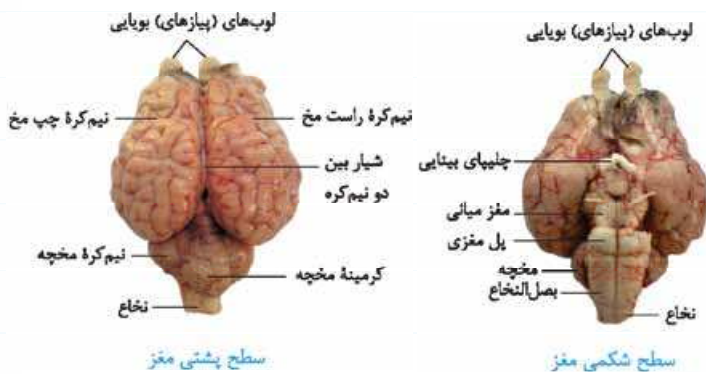 لوب‌های (پیازهای) بویایی
نیم‌کرهٔ راست مخ
نیم‌کرهٔ چپ مخ
شیار بین
دو نیم‌کره
نیم‌کرهٔ مخچه
کرمینهٔ مخچه
نخاع
سطح پشتی مغز
لوب‌های (پیازهای) بویایی
چلیپای بینایی
مغز میانی
پل مغزی
مخچه
بصل‌النخاع
نخاع
سطح شکمی مغز